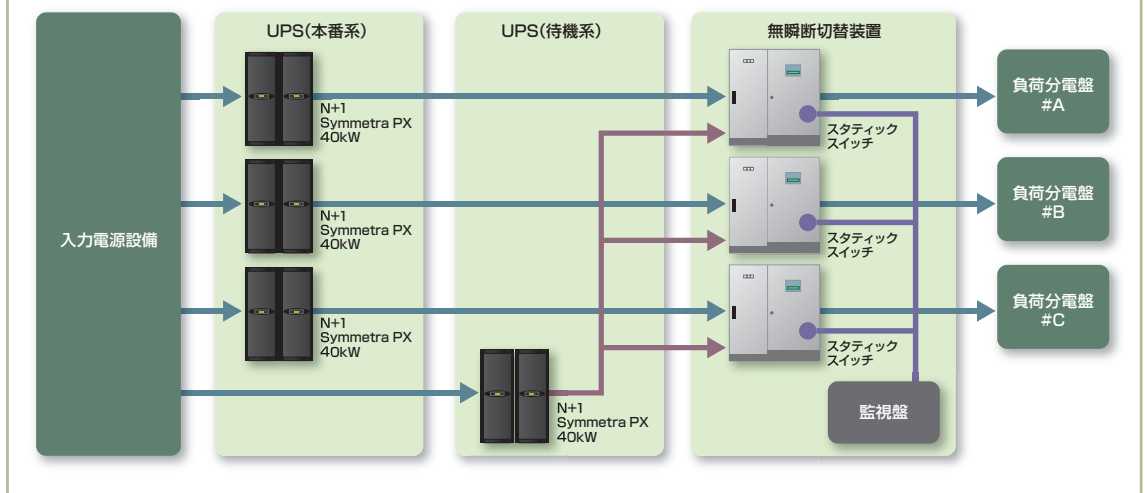 UPS(本番系)
UPS(待機系)
無瞬断切替装置
入力電源設備
N+1
Symmetra PX
40kW
スタティック
スイッチ
負荷分電盤
#A
N+1
Symmetra PX
40kW
スタティック
スイッチ
負荷分電盤
#B
N+1
Symmetra PX
40kW
スタティック
スイッチ
負荷分電盤
#C
N+1
Symmetra PX
40kW
監視盤